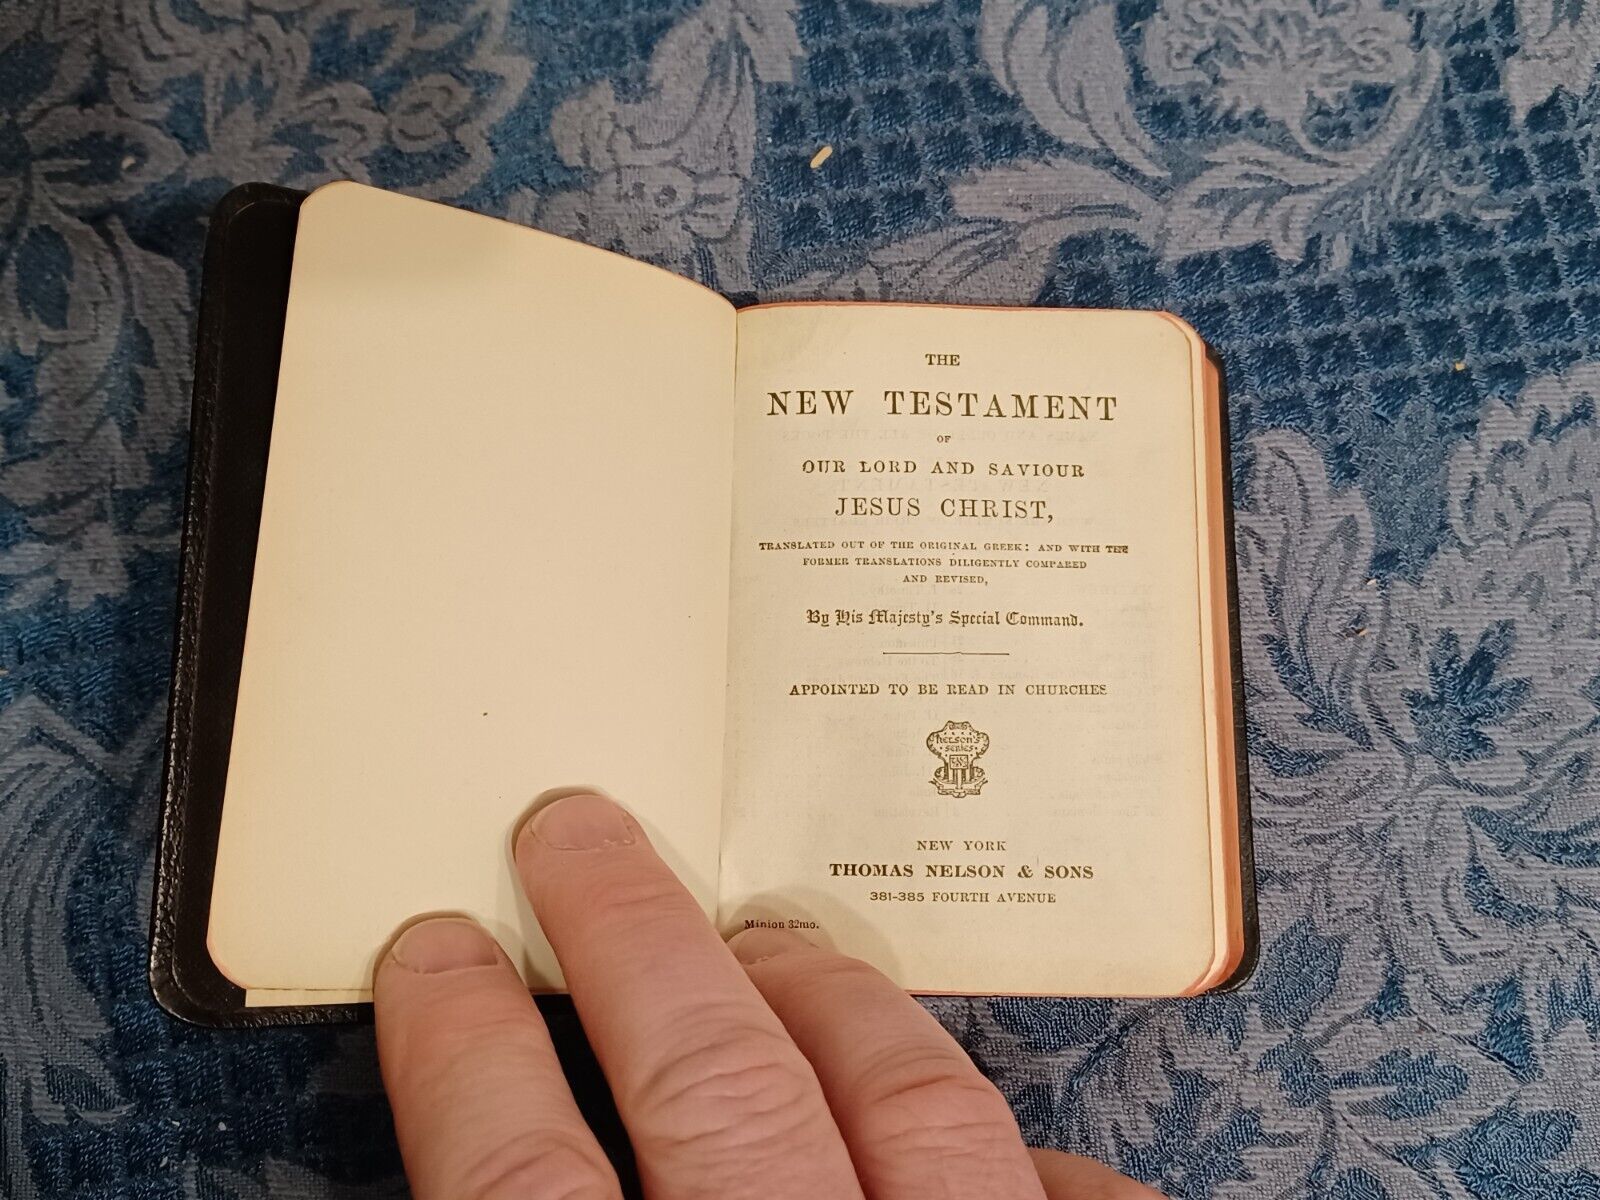 THE
NEW TESTAMENT
OF
OUR LORD AND SAVIOUR
JESUS CHRIST,
TRANSLATED OUT OF THE ORIGINAL GREEK: AND WITH THE
FORMER TRANSLATIONS DILIGENTLY COMPARED
AND REVISED,
By His Majesty's Special Command.
APPOINTED TO BE READ IN CHURCHES
NELSON'S
SERIES
NEW YORK
THOMAS NELSON & SONS
381-385 FOURTH AVENUE
Minion 32mo.